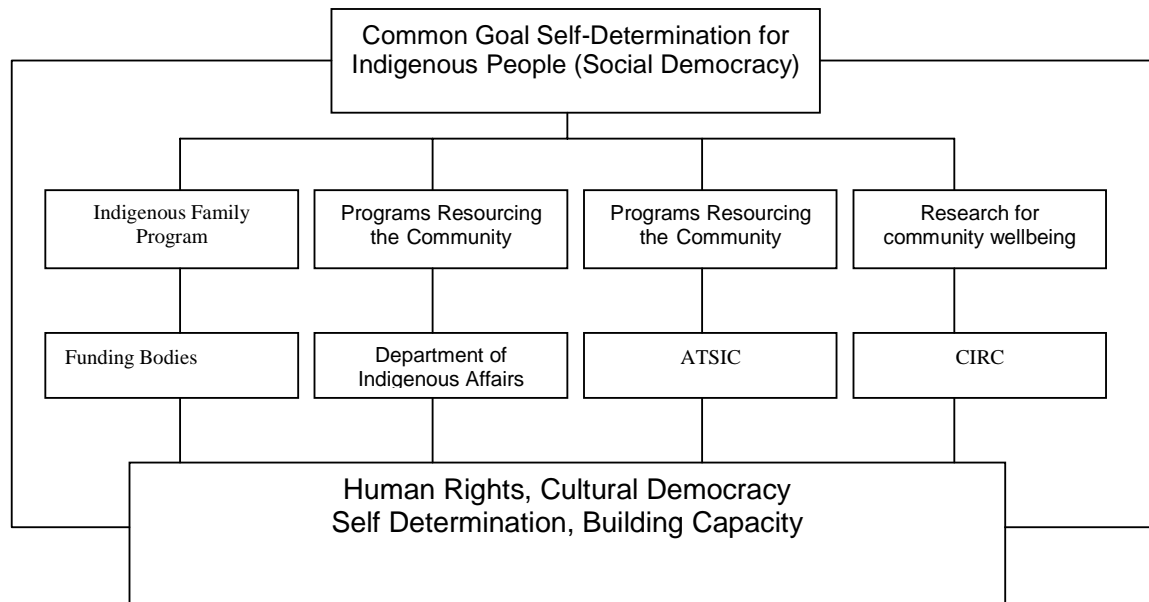 Common Goal Self-Determination for
Indigenous People (Social Democracy)
Indigenous Family
Program
Programs Resourcing
the Community
Programs Resourcing
the Community
Research for
community wellbeing
Funding Bodies
Department of
Indigenous Affairs
ATSIC
CIRC
Human Rights, Cultural Democracy
Self Determination, Building Capacity